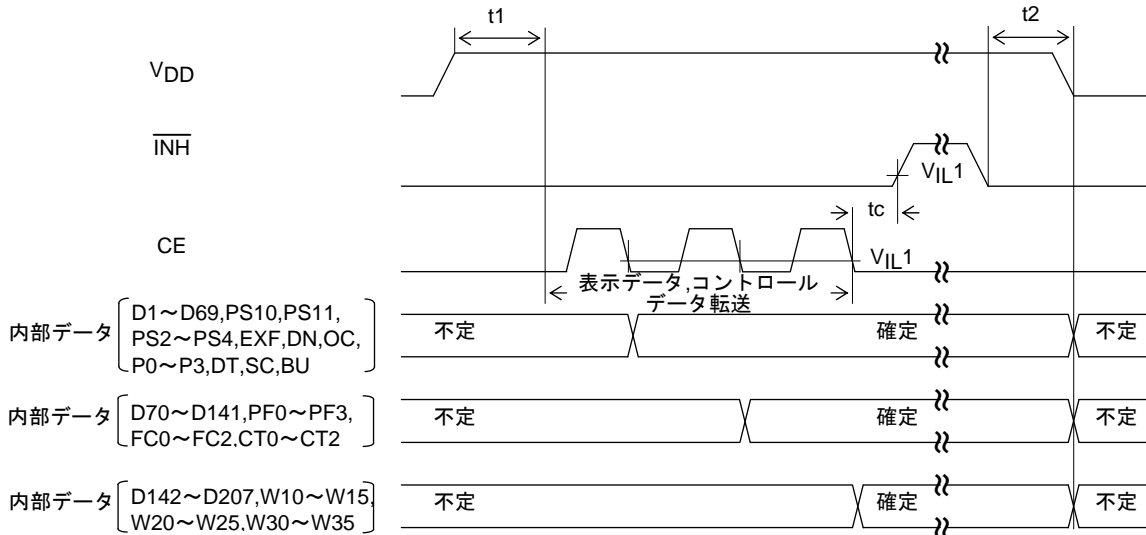 t1
t2
VDD
INH
VIL1
tc
CE
VIL1
表示データ,コントロール
データ転送
内部データ
D1～D69,PS10,PS11,
PS2～PS4,EXF,DN,OC,
P0～P3,DT,SC,BU
不定
確定
不定
内部データ
D70～D141,PF0～PF3,
FC0～FC2,CT0～CT2
不定
確定
不定
内部データ
D142～D207,W10～W15,
W20～W25,W30～W35
不定
確定
不定